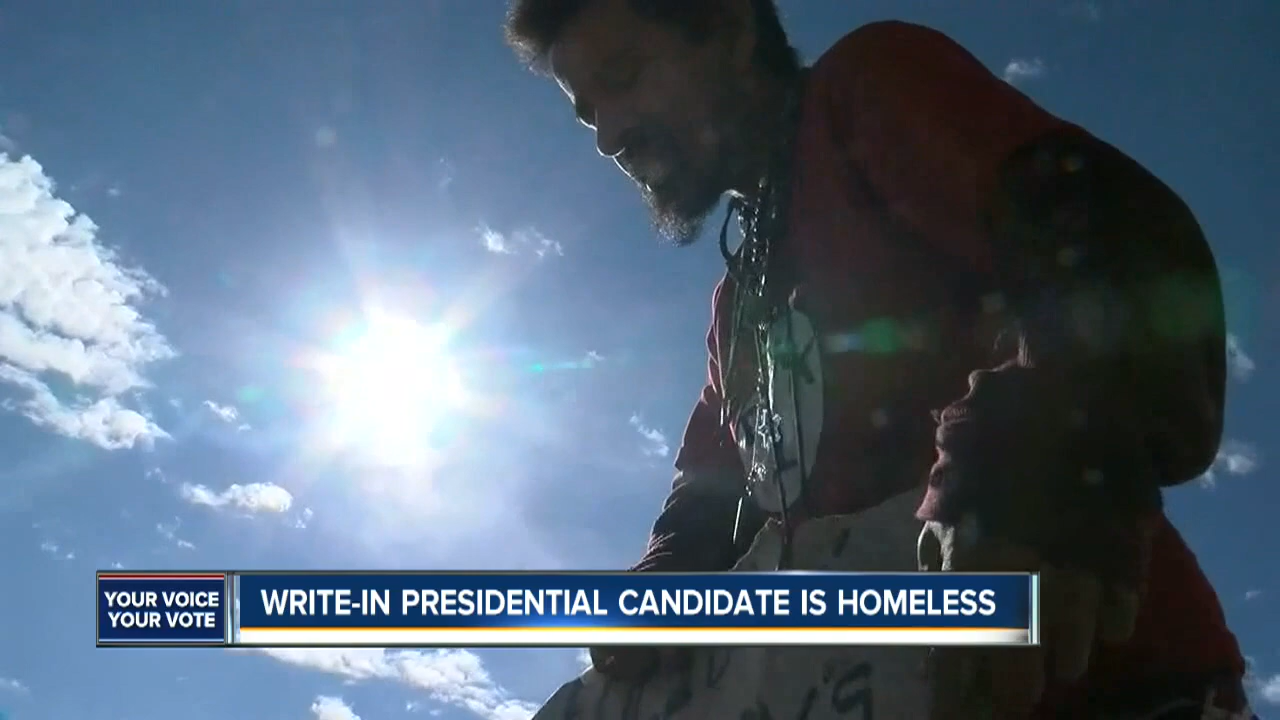 YOUR VOICE
YOUR VOTE
WRITE-IN PRESIDENTIAL CANDIDATE IS HOMELESS